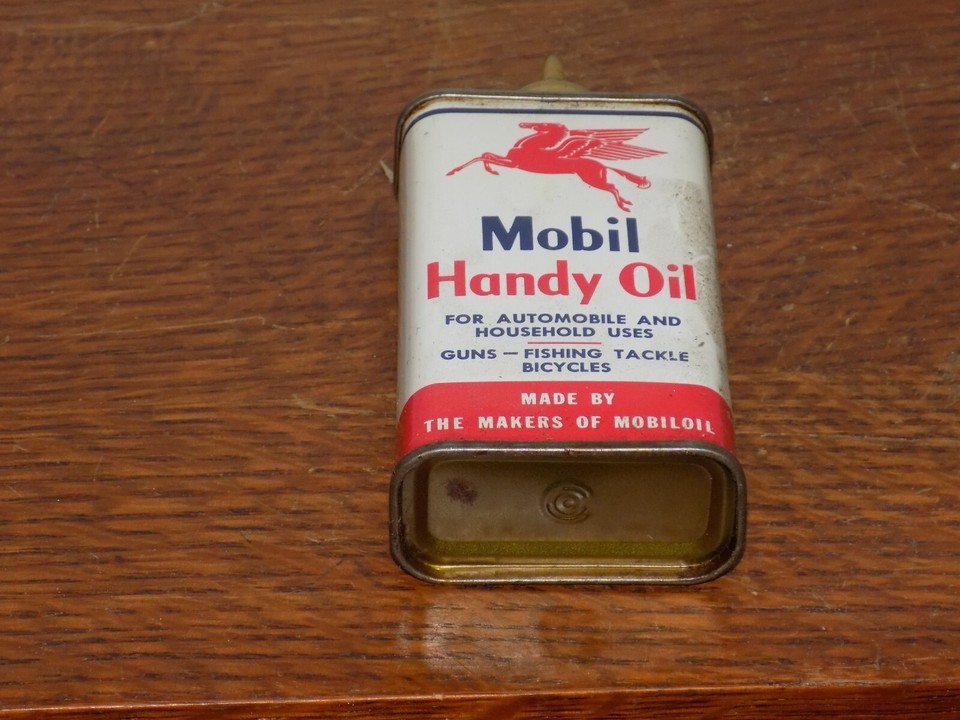 Mobil
Handy Oil
FOR AUTOMOBILE AND
HOUSEHOLD USES
GUNS — FISHING TACKLE
BICYCLES
MADE BY
THE MAKERS OF MOBILOIL